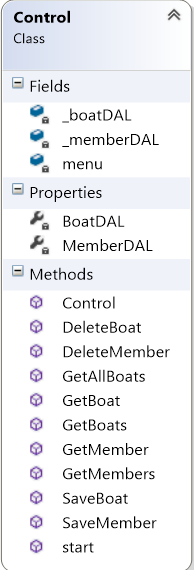 Control
Class
Fields
_boatDAL
_memberDAL
menu
Properties
BoatDAL
MemberDAL
Methods
Control
DeleteBoat
DeleteMember
GetAllBoats
GetBoat
GetBoats
GetMember
GetMembers
SaveBoat
SaveMember
start